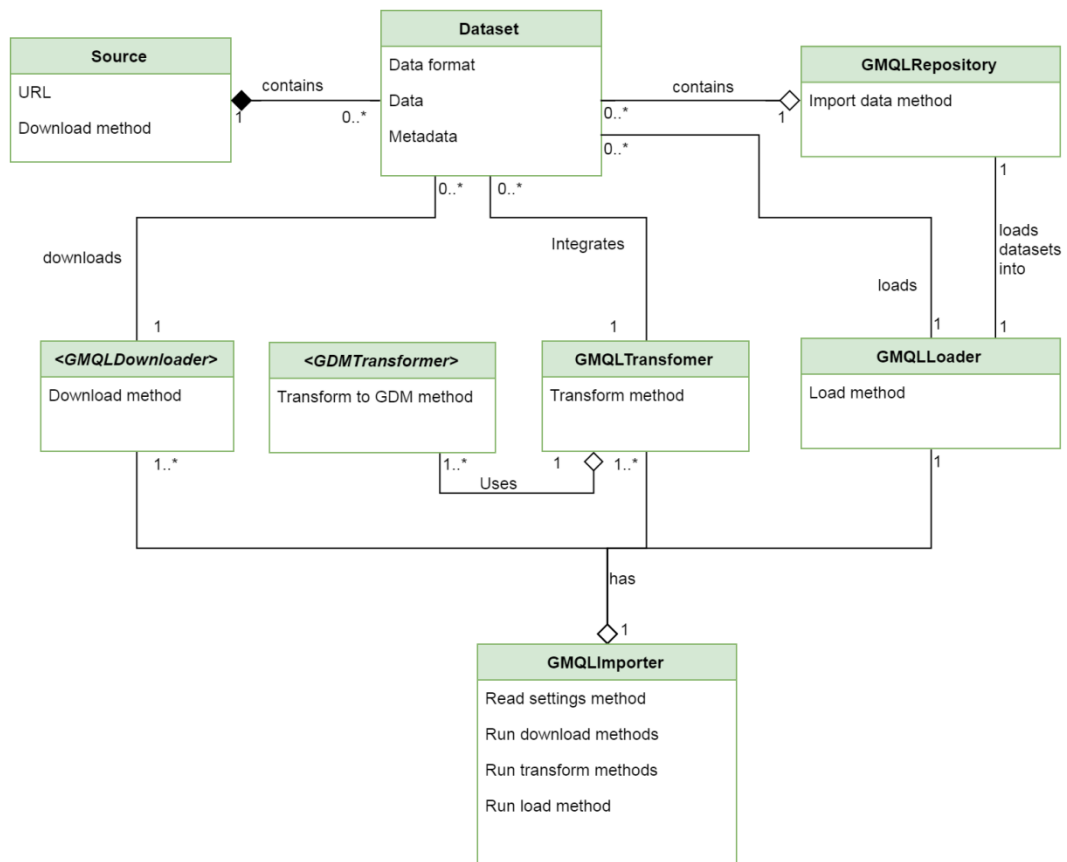 Dataset
Data format
Data
Metadata
Source
URL
Download method
contains
1
0..*
GMQLRepository
Import data method
contains
0..*
1
0..*
0..*
0..*
1
downloads
Integrates
loads
datasets
into
loads
1
1
1
1
<GMQLDownloader>
Download method
<GDMTransformer>
Transform to GDM method
GMQLTransfomer
Transform method
GMQLLoader
Load method
1..*
1..*
1
1..*
1
Uses
has
1
GMQLImporter
Read settings method
Run download methods
Run transform methods
Run load method